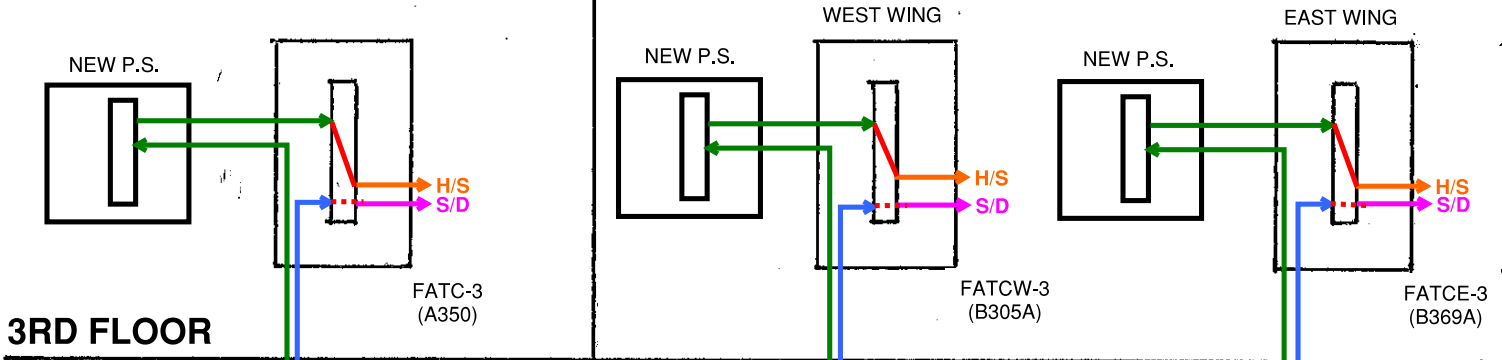 WEST WING
EAST WING
NEW P.S.
NEW P.S.
NEW P.S.
H/S
S/D
H/S
S/D
H/S
S/D
FATC-3
(A350)
FATCW-3
(B305A)
FATCE-3
(B369A)
3RD FLOOR